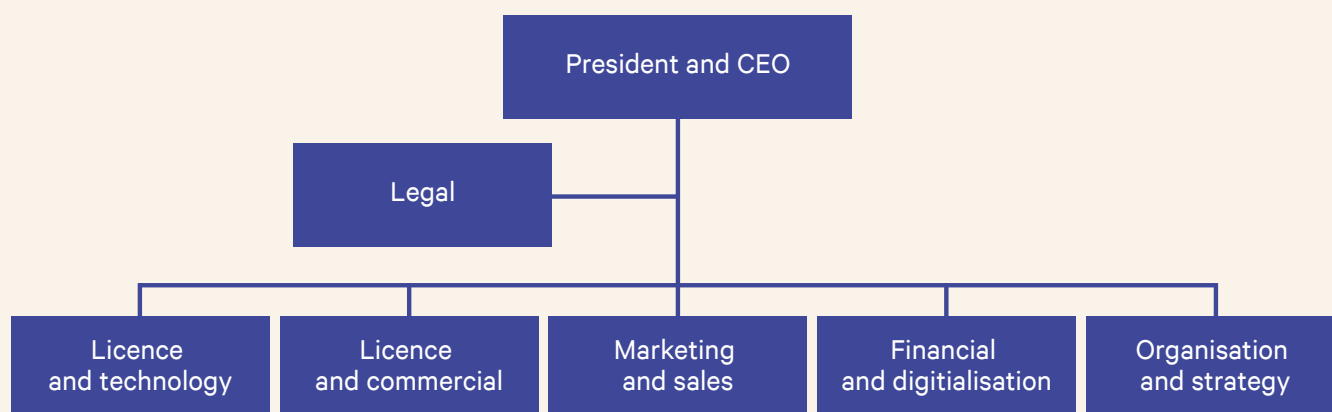 President and CEO
Legal
Licence
and technology
Licence
and commercial
Marketing
and sales
Financial
and digitialisation
Organisation
and strategy